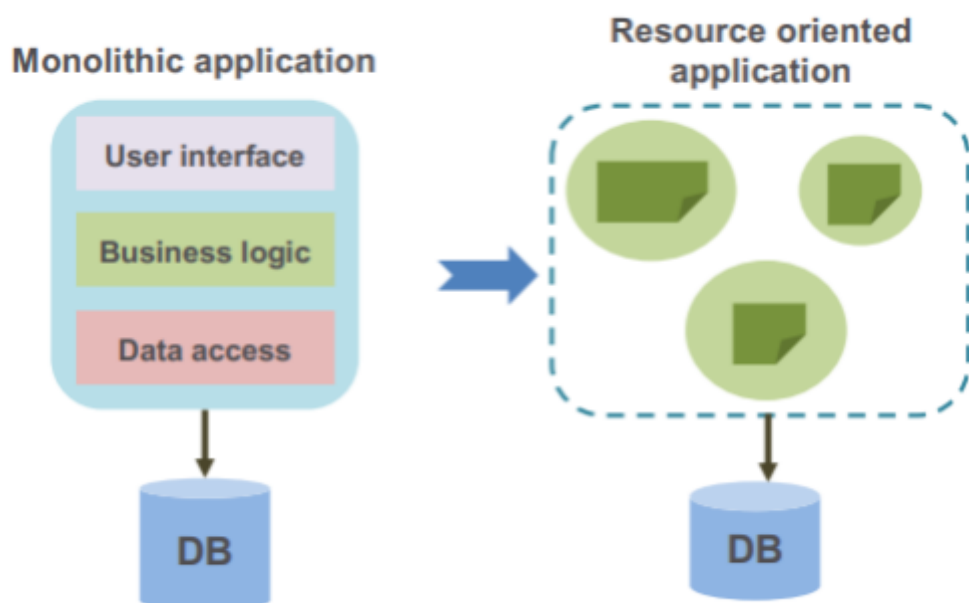 Monolithic application
User interface
Business logic
Data access
DB
Resource oriented
application
DB